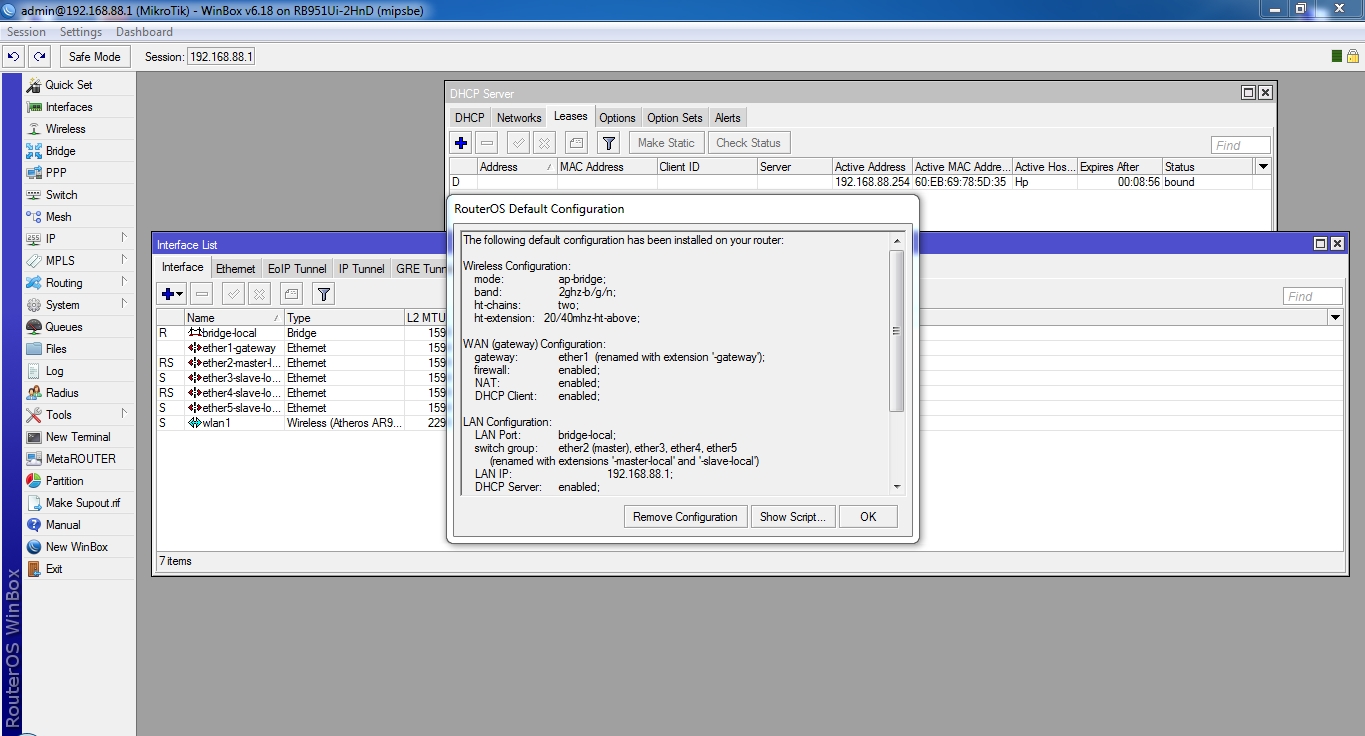 admin@192.168.88.1 (MikroTik) - WinBox v6.18 on RB951Ui-2HnD (mipsbe)
Session Settings Dashboard
Safe Mode Session: 192.168.88.1
Quick Set
Interfaces
Wireless
Bridge
PPP
Switch
Mesh
IP
MPLS
Routing
System
Queues
Files
Log
Radius
Tools
New Terminal
MetaROUTER
Partition
Make Supout.rif
Manual
New WinBox
Exit
RouterOS WinBox
DHCP Server
DHCP Networks Leases Options Option Sets Alerts
Make Static Check Status Find
Address MAC Address Client ID Server Active Address Active MAC Addre... Active Hos... Expires After Status
D 192.168.88.254 60:EB:69:78:5D:35 Hp 00:08:56 bound
Interface List
Interface Ethernet EoIP Tunnel IP Tunnel GRE Tunn
Find
Name Type L2 MTU
R bridge-local Bridge 159
ether1-gateway Ethernet 159
RS ether2-master-l... Ethernet 159
S ether3-slave-lo... Ethernet 159
RS ether4-slave-lo... Ethernet 159
S ether5-slave-lo... Ethernet 159
S wlan1 Wireless (Atheros AR9... 229
7 items
RouterOS Default Configuration
The following default configuration has been installed on your router:
Wireless Configuration:
mode: ap-bridge;
band: 2ghz-b/g/n;
ht-chains: two;
ht-extension: 20/40mhz-ht-above;
WAN (gateway) Configuration:
gateway: ether1 (renamed with extension '-gateway');
firewall: enabled;
NAT: enabled;
DHCP Client: enabled;
LAN Configuration:
LAN Port: bridge-local;
switch group: ether2 (master), ether3, ether4, ether5
(renamed with extensions '-master-local' and '-slave-local')
LAN IP: 192.168.88.1;
DHCP Server: enabled;
Remove Configuration Show Script... OK